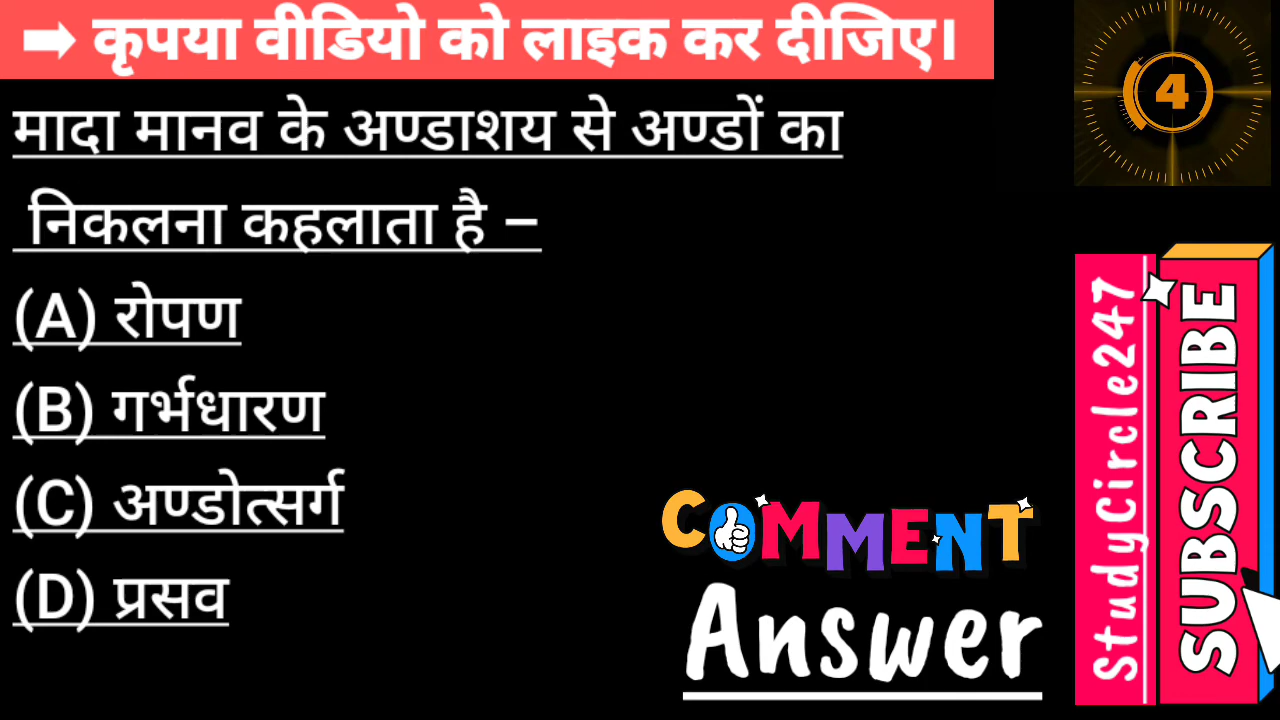 ➡ कृपया वीडियो को लाइक कर दीजिए।
4
मादा मानव के अण्डाशय से अण्डों का
निकलना कहलाता है –
(A) रोपण
(B) गर्भधारण
(C) अण्डोत्सर्ग
(D) प्रसव
COMMENT
Answer
StudyCircle247
SUBSCRIBE